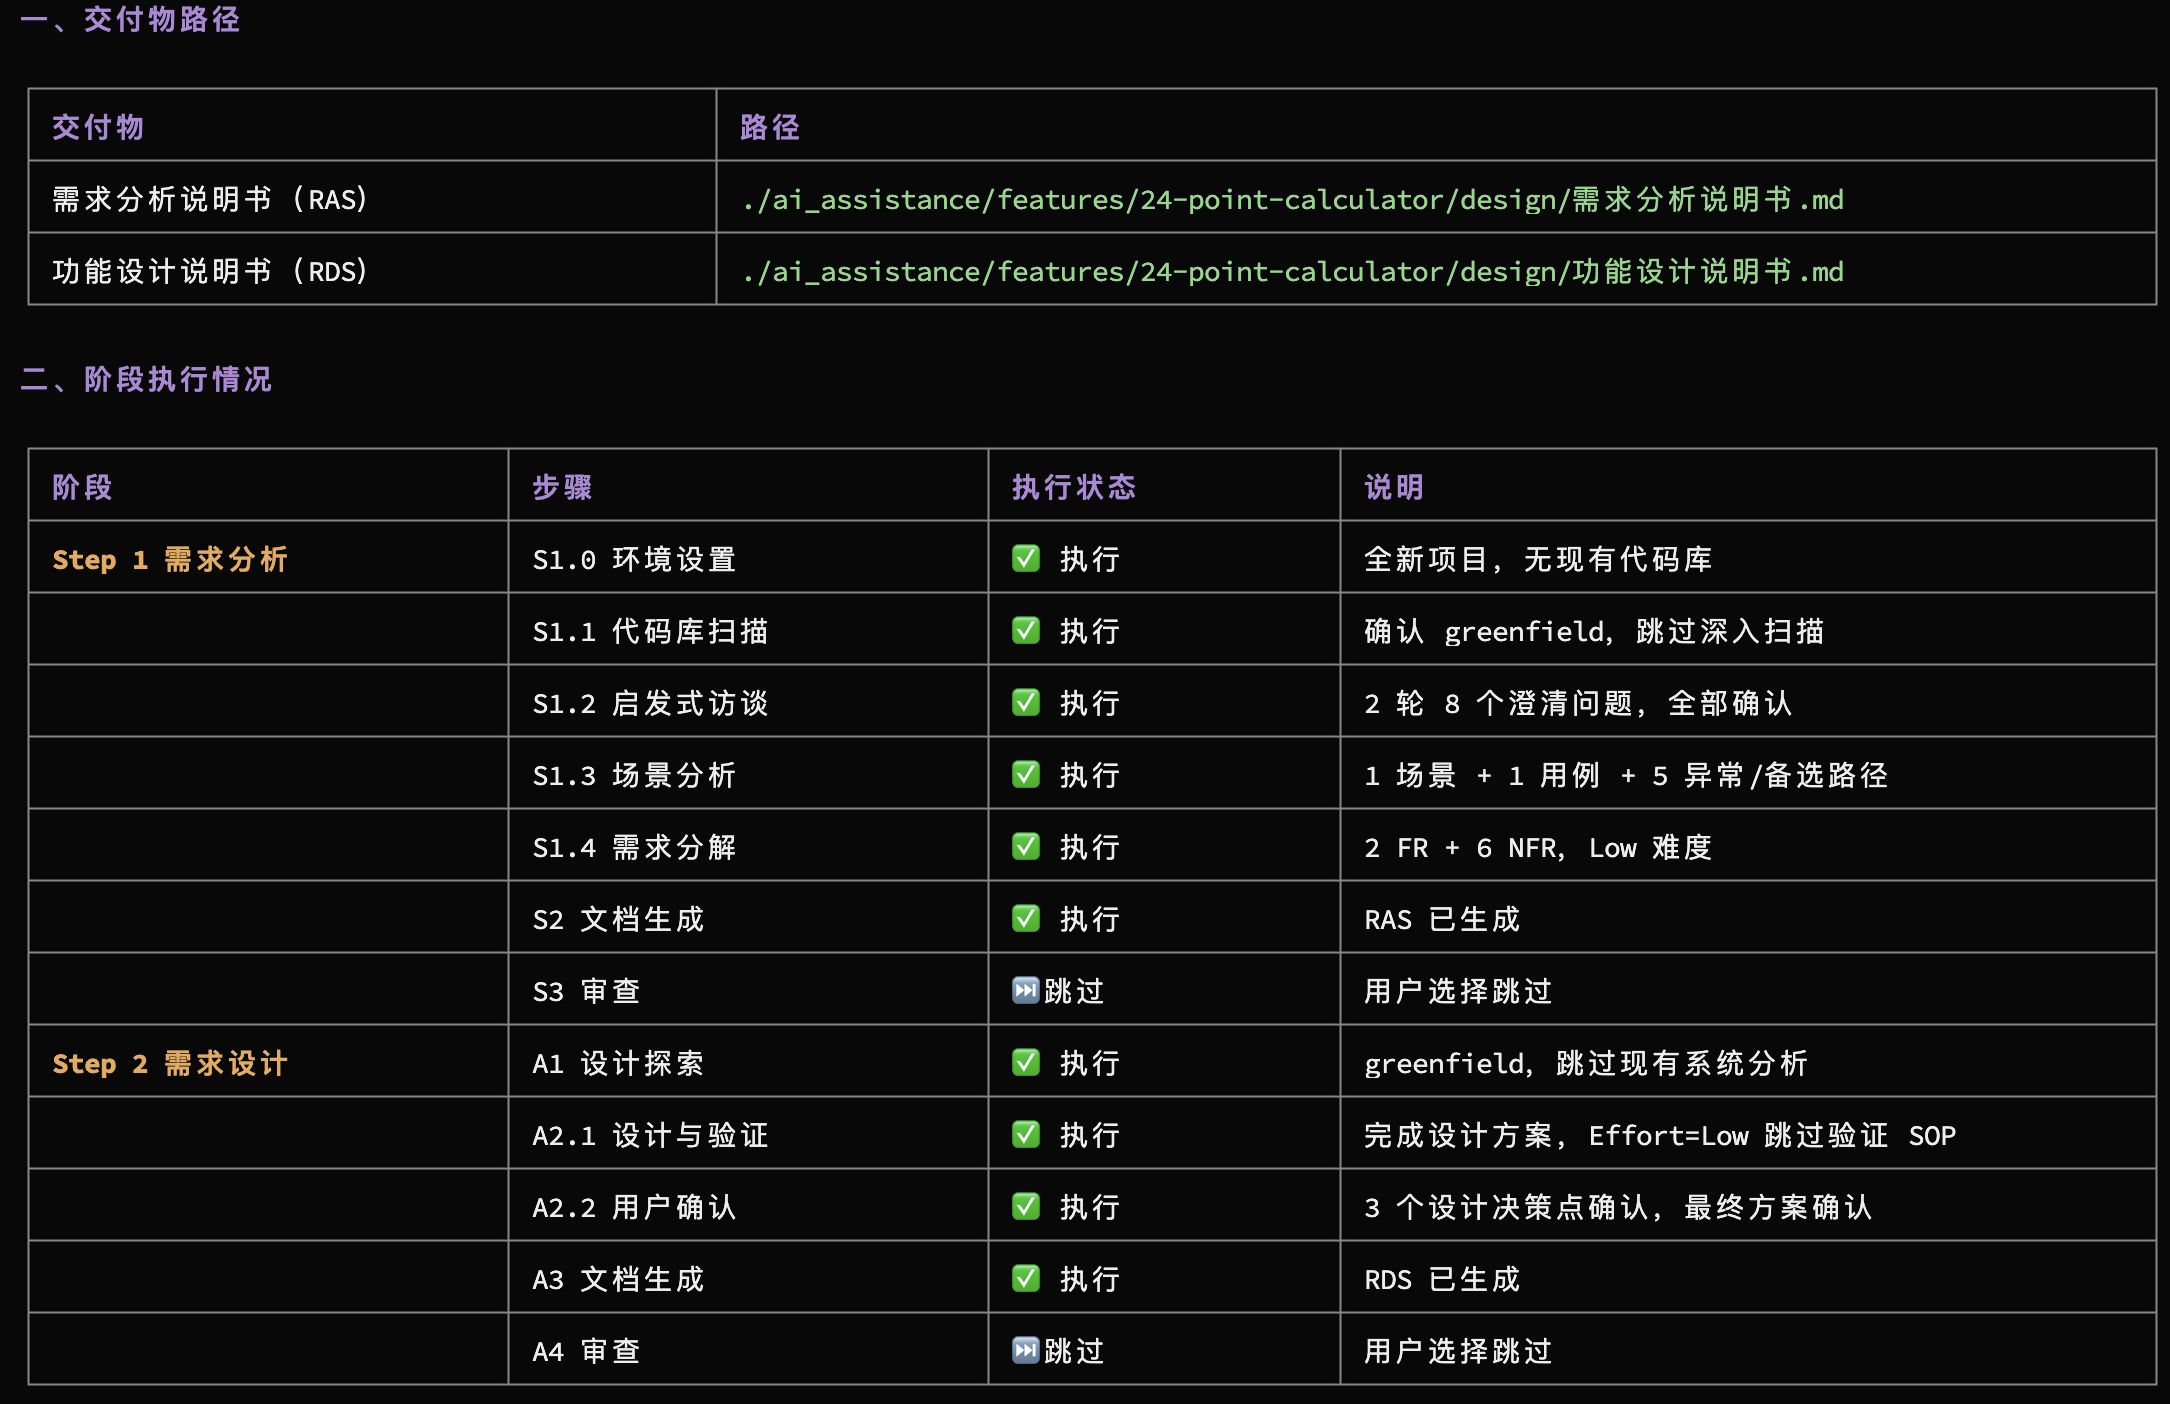 一、交付物路径
交付物 路径
需求分析说明书（RAS） ./ai_assistance/features/24-point-calculator/design/需求分析说明书.md
功能设计说明书（RDS） ./ai_assistance/features/24-point-calculator/design/功能设计说明书.md
二、阶段执行情况
阶段 步骤 执行状态 说明
Step 1 需求分析 S1.0 环境设置 ✅ 执行 全新项目，无现有代码库
S1.1 代码库扫描 ✅ 执行 确认 greenfield，跳过深入扫描
S1.2 启发式访谈 ✅ 执行 2 轮 8 个澄清问题，全部确认
S1.3 场景分析 ✅ 执行 1 场景 + 1 用例 + 5 异常/备选路径
S1.4 需求分解 ✅ 执行 2 FR + 6 NFR，Low 难度
S2 文档生成 ✅ 执行 RAS 已生成
S3 审查 ⏭️跳过 用户选择跳过
Step 2 需求设计 A1 设计探索 ✅ 执行 greenfield，跳过现有系统分析
A2.1 设计与验证 ✅ 执行 完成设计方案，Effort=Low 跳过验证 SOP
A2.2 用户确认 ✅ 执行 3 个设计决策点确认，最终方案确认
A3 文档生成 ✅ 执行 RDS 已生成
A4 审查 ⏭️跳过 用户选择跳过